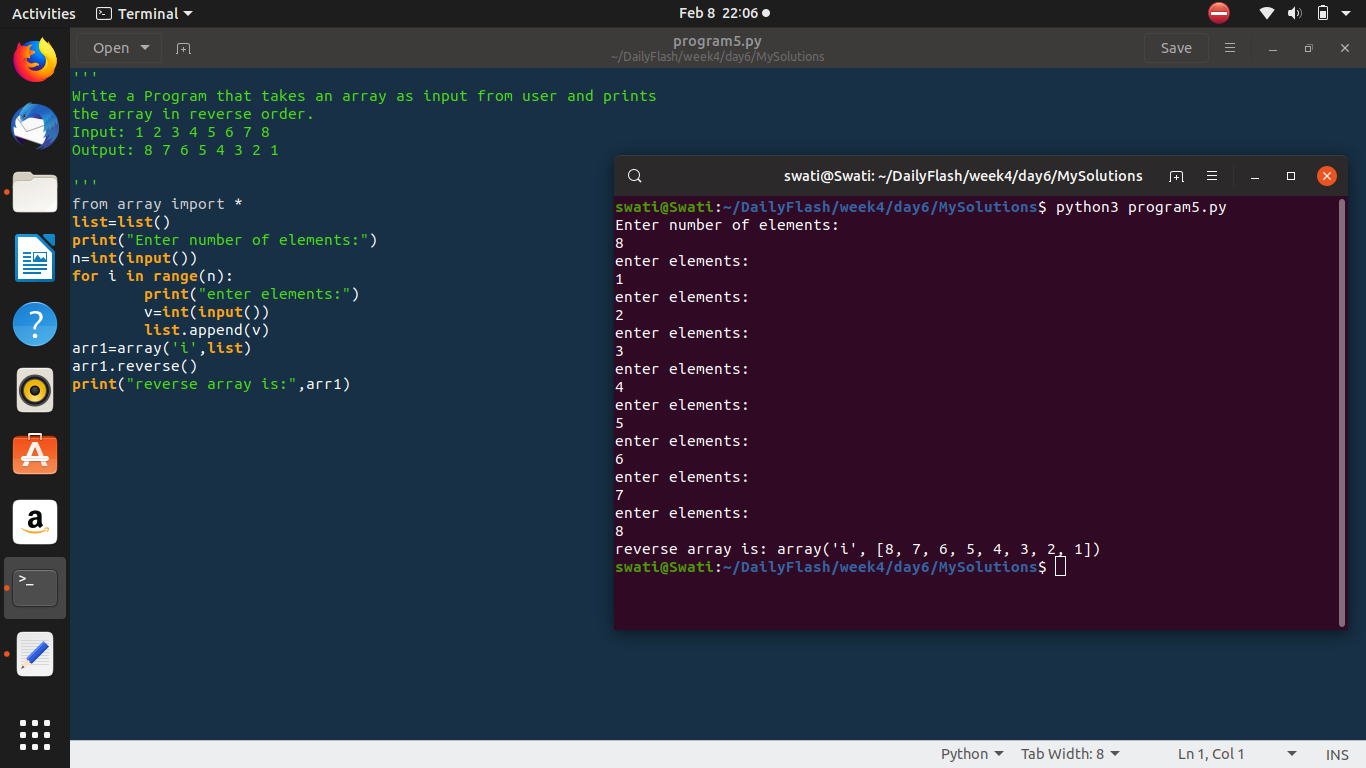 Activities Terminal Feb 8 22:06
Open program5.py Save
~/DailyFlash/week4/day6/MySolutions
'''
Write a Program that takes an array as input from user and prints
the array in reverse order.
Input: 1 2 3 4 5 6 7 8
Output: 8 7 6 5 4 3 2 1
'''
from array import *
list=list()
print("Enter number of elements:")
n=int(input())
for i in range(n):
        print("enter elements:")
        v=int(input())
        list.append(v)
arr1=array('i',list)
arr1.reverse()
print("reverse array is:",arr1)
swati@Swati: ~/DailyFlash/week4/day6/MySolutions
swati@Swati:~/DailyFlash/week4/day6/MySolutions$ python3 program5.py
Enter number of elements:
8
enter elements:
1
enter elements:
2
enter elements:
3
enter elements:
4
enter elements:
5
enter elements:
6
enter elements:
7
enter elements:
8
reverse array is: array('i', [8, 7, 6, 5, 4, 3, 2, 1])
swati@Swati:~/DailyFlash/week4/day6/MySolutions$
Python Tab Width: 8 Ln 1, Col 1 INS